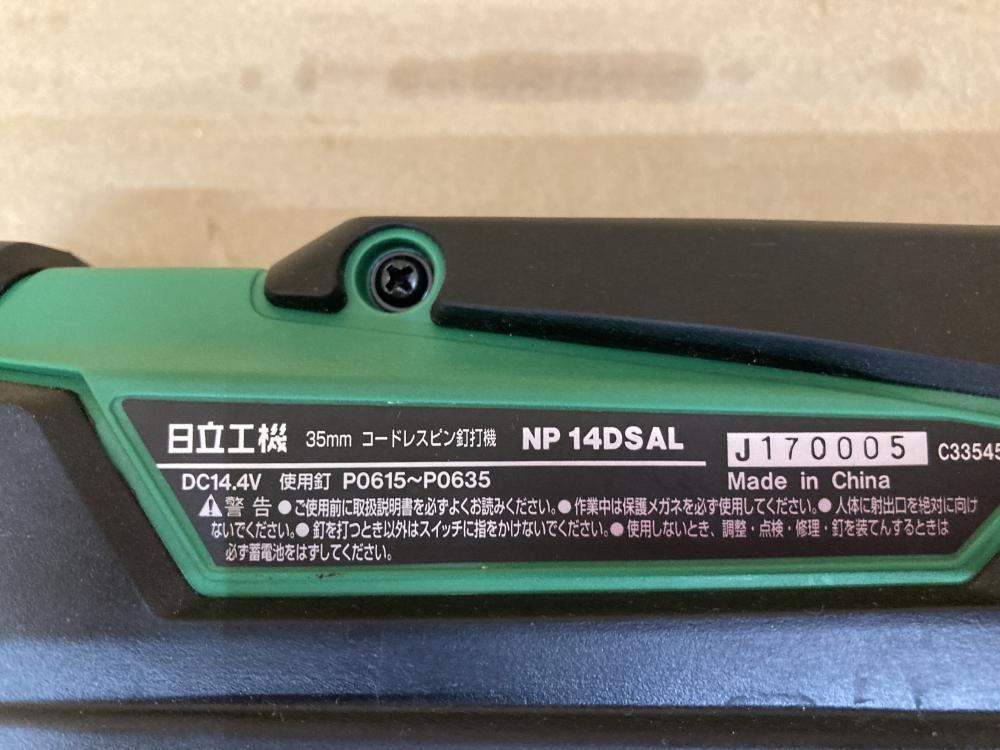 日立工機 35mm コードレスピン釘打機 NP 14DSAL J170005 C33545
DC14.4V 使用釘 P0615~P0635 Made in China
⚠警告 ●ご使用前に取扱説明書を必ずよくお読みください。●作業中は保護メガネを必ず使用してください。●人体に射出口を絶対に向け
ないでください。●釘を打つとき以外はスイッチに指をかけないでください。●使用しないとき、調整・点検・修理・釘を装てんするときは
必ず蓄電池をはずしてください。